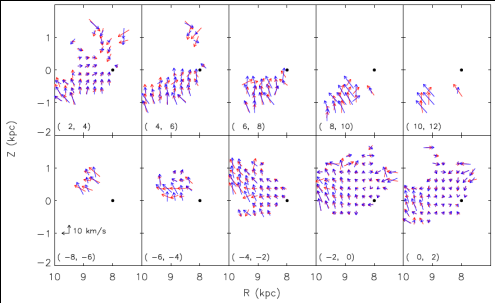 1
0
−1
−2
( 2, 4)
( 4, 6)
( 6, 8)
( 8, 10)
(10, 12)
Z (kpc)
1
0
−1
−2
10 km/s
( −8, −6)
( −6, −4)
( −4, −2)
( −2, 0)
( 0, 2)
10 9 8 10 9 8 10 9 8 10 9 8 10 9 8
R (kpc)